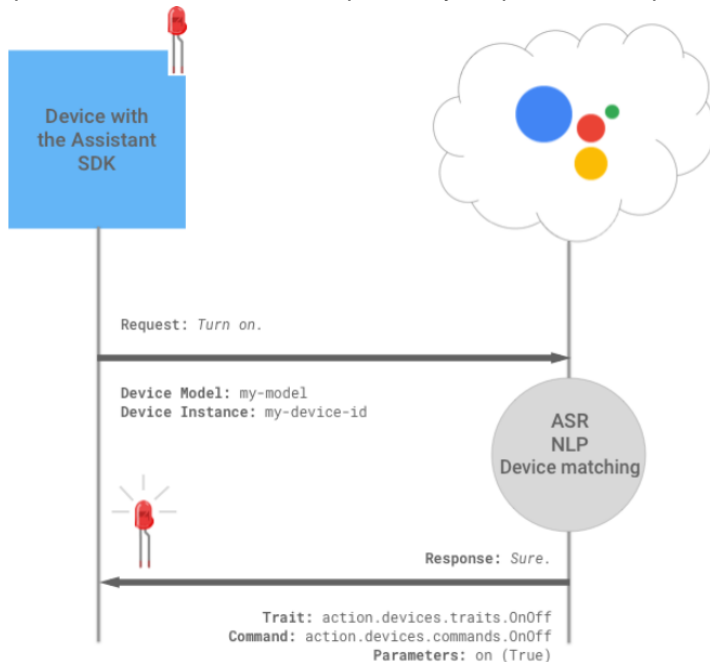 Device with
the Assistant
SDK
Request: Turn on.
Device Model: my-model
Device Instance: my-device-id
ASR
NLP
Device matching
Response: Sure.
Trait: action.devices.traits.OnOff
Command: action.devices.commands.OnOff
Parameters: on (True)